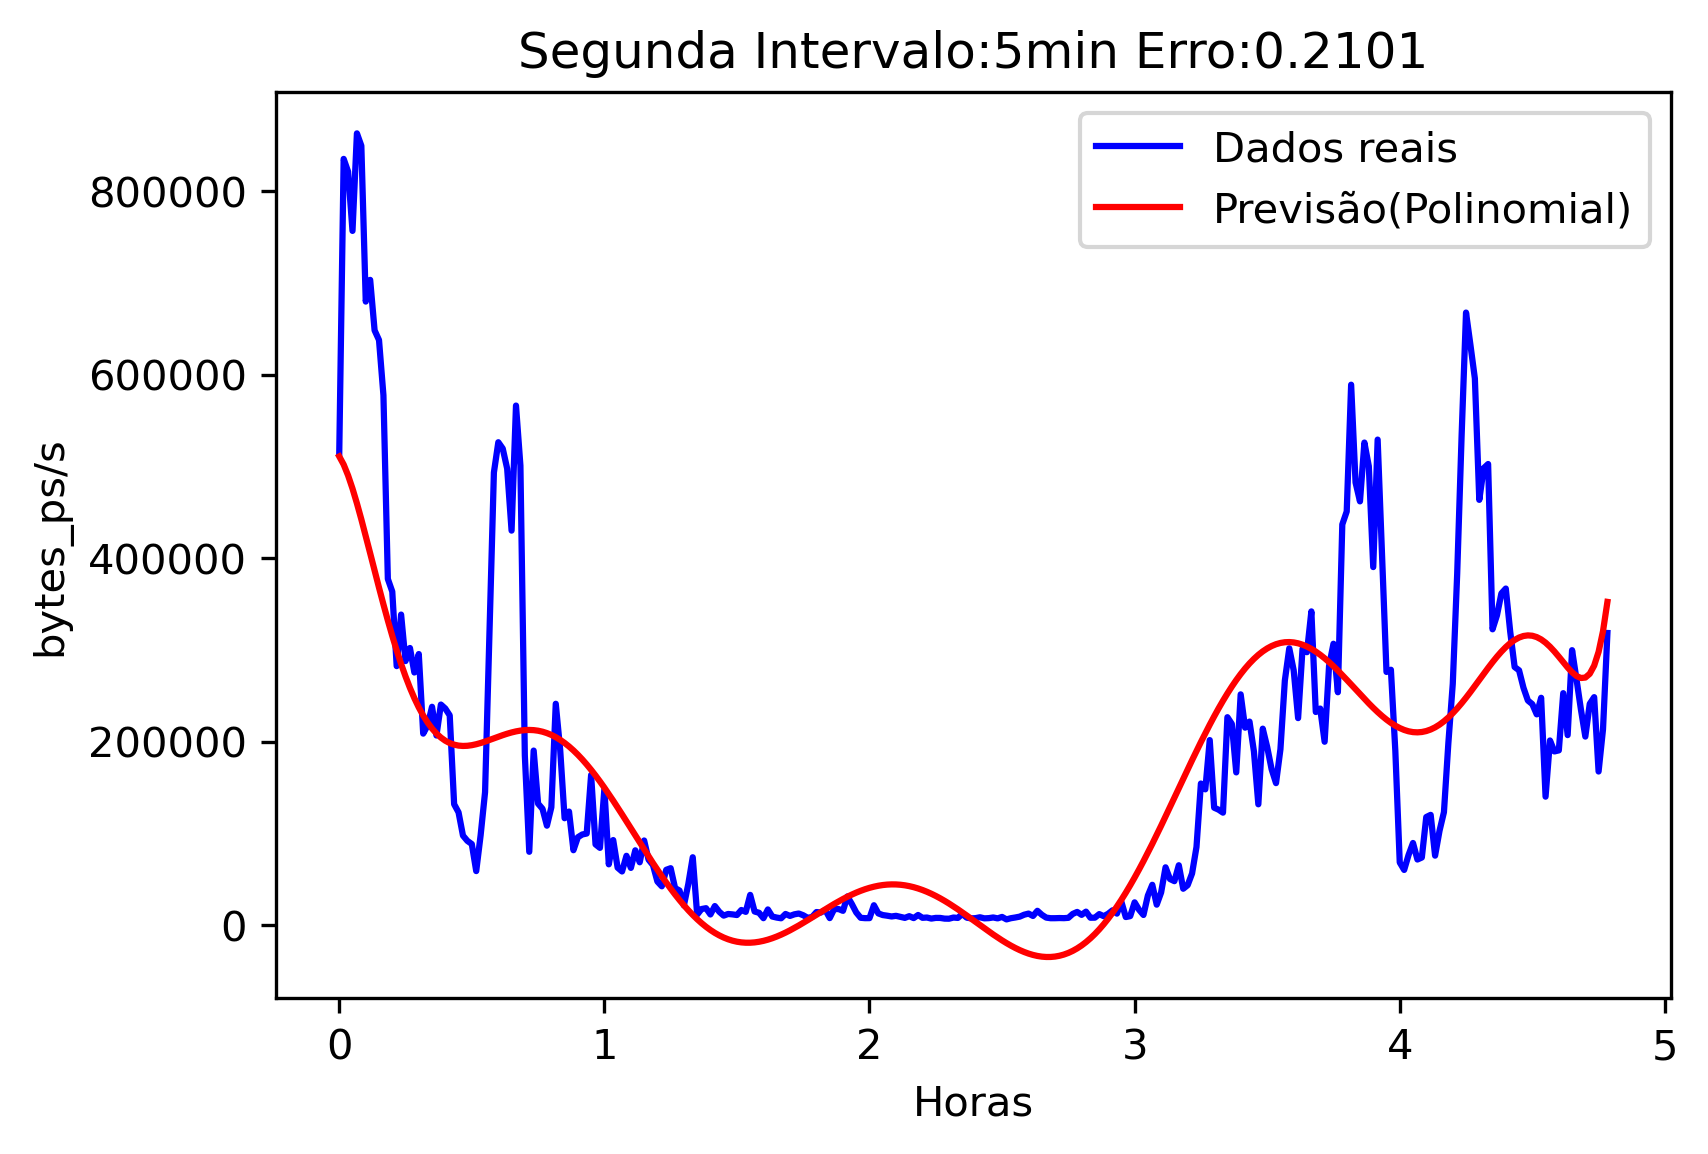 Segunda Intervalo:5min Erro:0.2101
Dados reais
Previsão(Polinomial)
800000
600000
400000
200000
0
bytes_ps/s
0 1 2 3 4 5
Horas